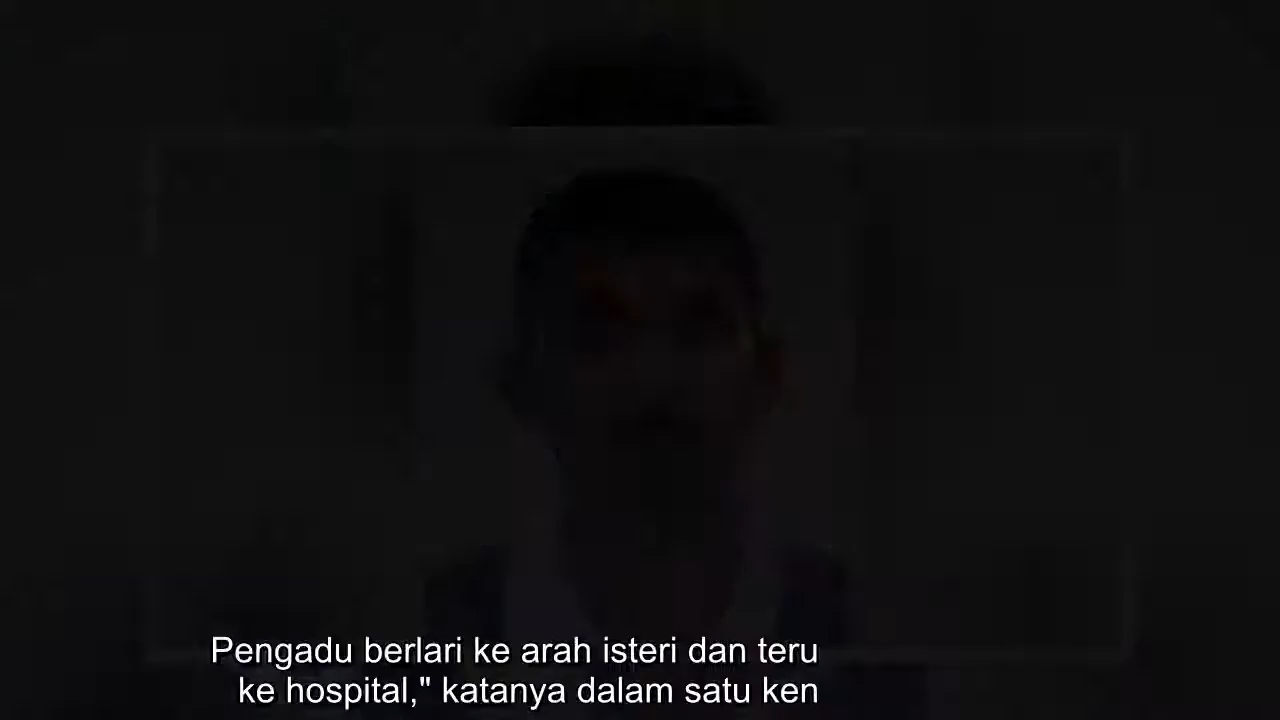 Pengadu berlari ke arah isteri dan teru
ke hospital," katanya dalam satu ken